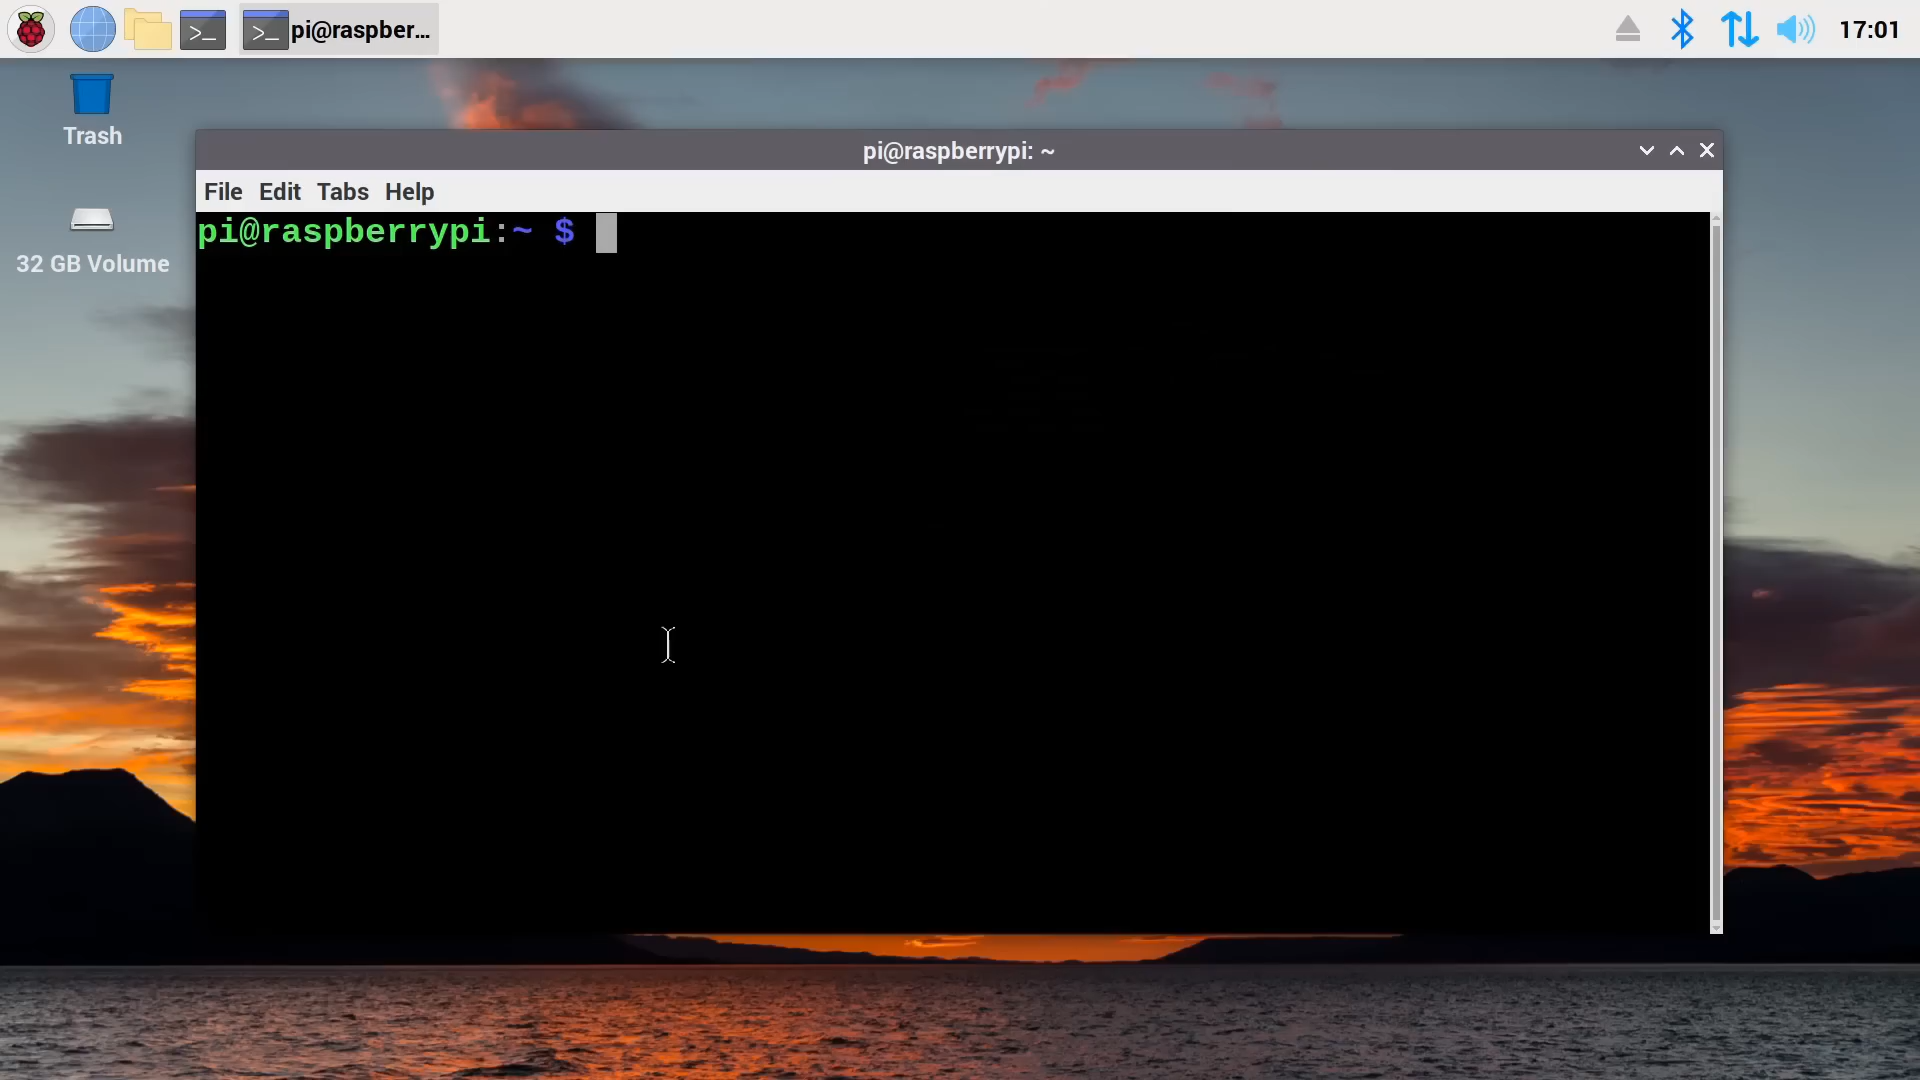 pi@raspber...
17:01
Trash
32 GB Volume
pi@raspberrypi: ~
File Edit Tabs Help
pi@raspberrypi:~ $